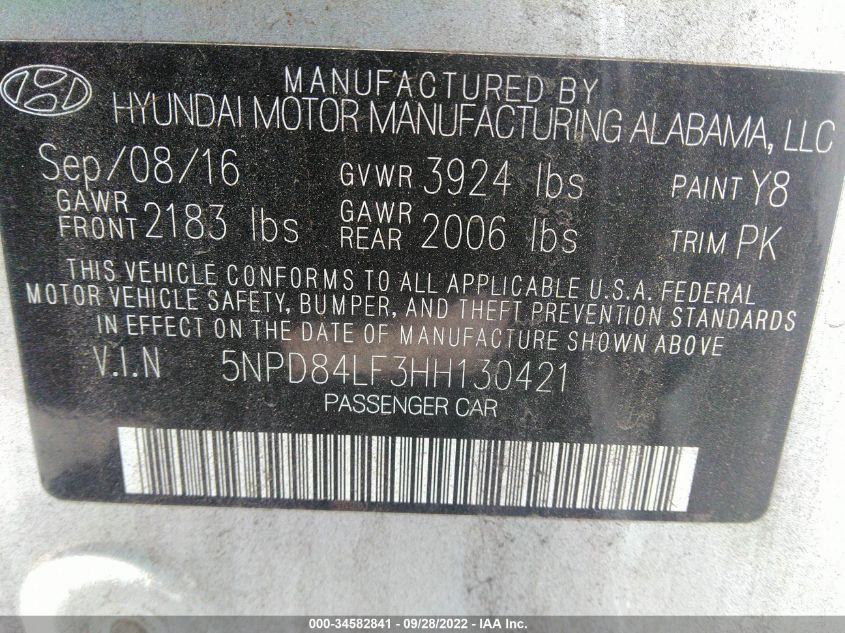 MANUFACTURED BY
HYUNDAI MOTOR MANUFACTURING ALABAMA, LLC
Sep/08/16 GVWR 3924 lbs PAINT Y8
GAWR FRONT 2183 lbs GAWR REAR 2006 lbs TRIM PK
THIS VEHICLE CONFORMS TO ALL APPLICABLE U.S.A. FEDERAL
MOTOR VEHICLE SAFETY, BUMPER, AND THEFT PREVENTION STANDARDS
IN EFFECT ON THE DATE OF MANUFACTURE SHOWN ABOVE
V.I.N 5NPD84LF3HH130421
PASSENGER CAR
000-34582841 - 09/28/2022 - IAA Inc.